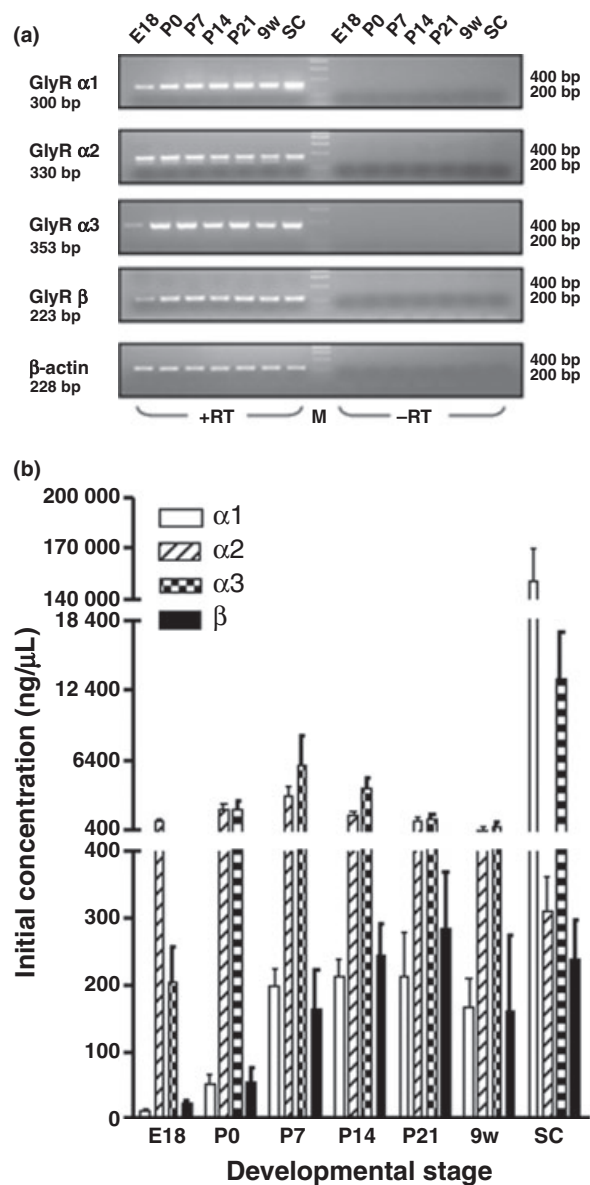 (a)
E18 P0 P7 P14 P21 9w SC E18 P0 P7 P14 P21 9w SC
GlyR α1
300 bp
400 bp
200 bp
GlyR α2
330 bp
400 bp
200 bp
GlyR α3
353 bp
400 bp
200 bp
GlyR β
223 bp
400 bp
200 bp
β-actin
228 bp
400 bp
200 bp
+RT M –RT
(b)
200 000
170 000
140 000
18 400
12 400
6400
400
400
300
200
100
0
α1
α2
α3
β
Initial concentration (ng/μL)
E18 P0 P7 P14 P21 9w SC
Developmental stage